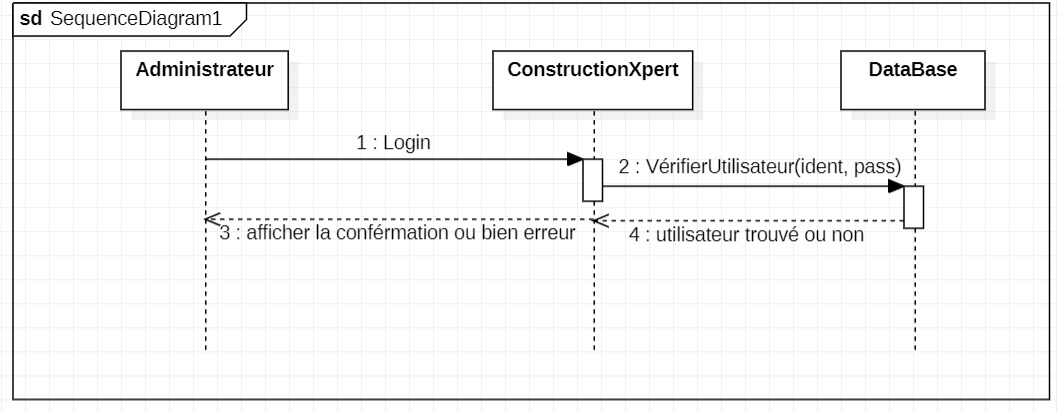 sd SequenceDiagram1
Administrateur
ConstructionXpert
DataBase
1 : Login
2 : VérifierUtilisateur(ident, pass)
3 : afficher la conférmation ou bien erreur
4 : utilisateur trouvé ou non